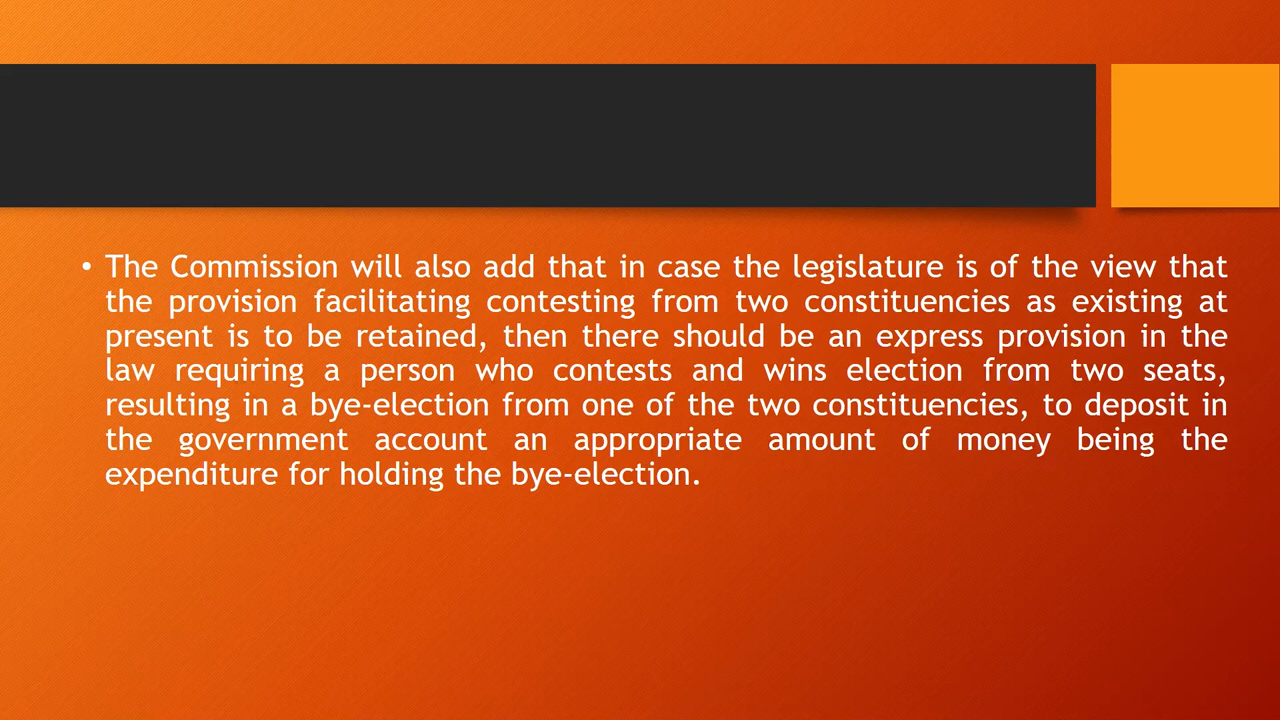 • The Commission will also add that in case the legislature is of the view that
the provision facilitating contesting from two constituencies as existing at
present is to be retained, then there should be an express provision in the
law requiring a person who contests and wins election from two seats,
resulting in a bye-election from one of the two constituencies, to deposit in
the government account an appropriate amount of money being the
expenditure for holding the bye-election.